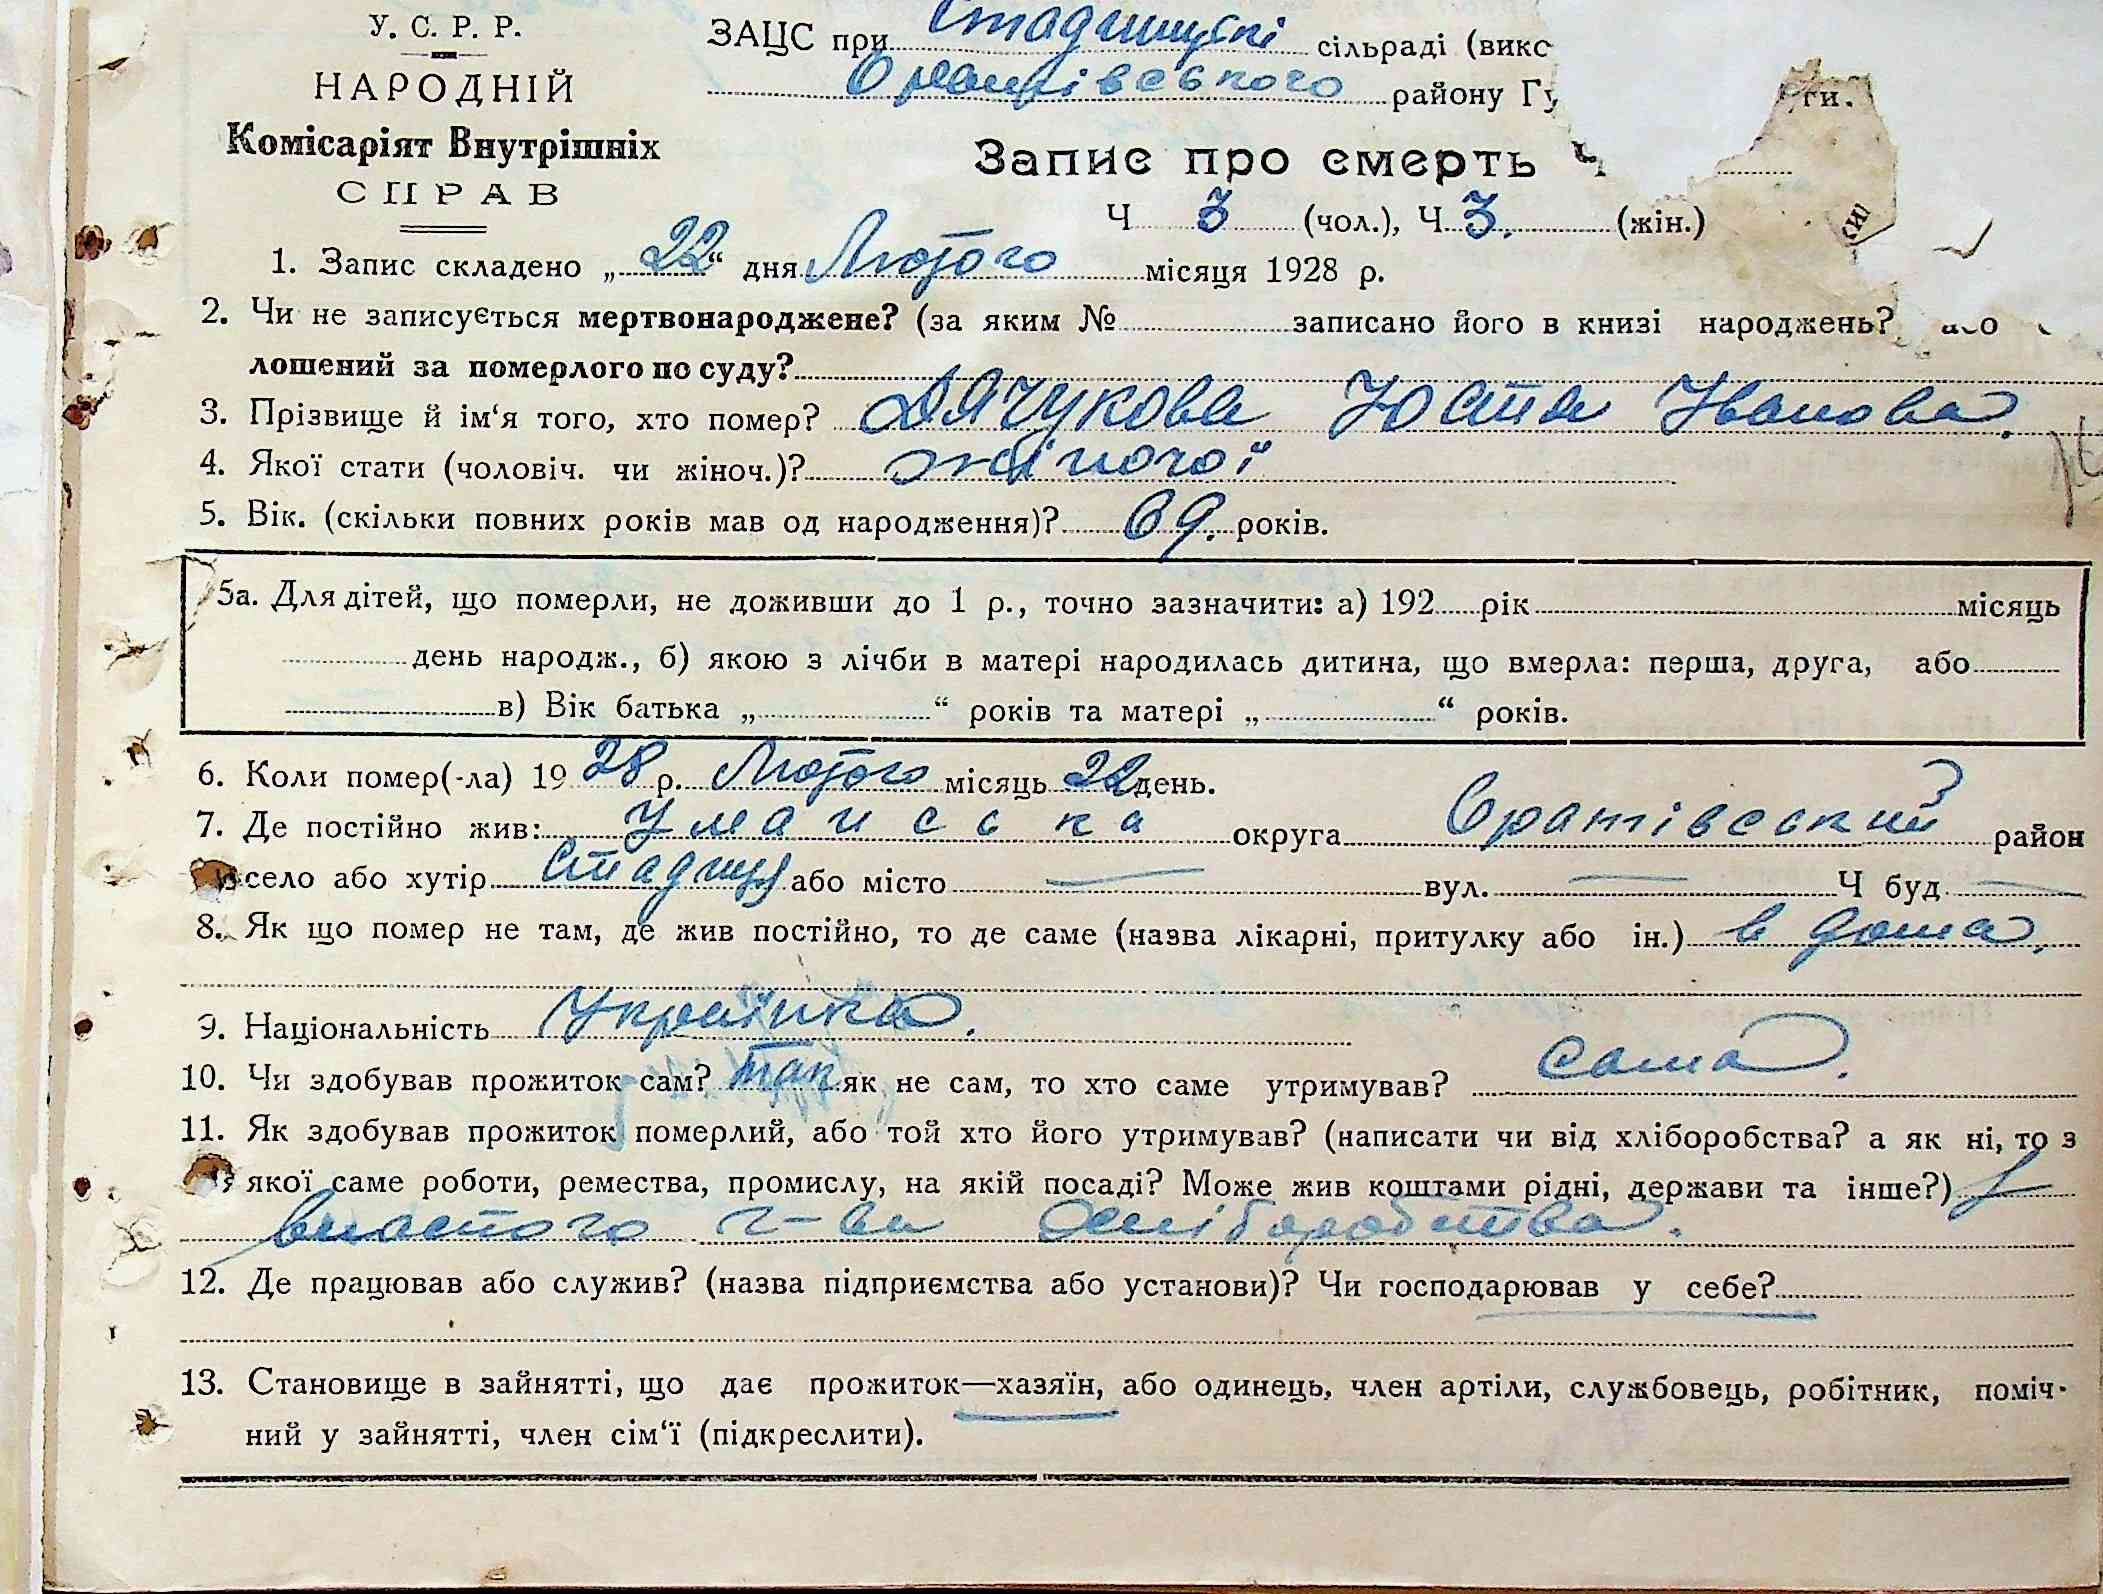 У. С. Р. Р.
НАРОДНІЙ
Комісаріят Внутрішніх
СПРАВ
ЗАЦС при Стадницькі сільраді (викс
Оратівського району Гу ги.
Запис про смерть Ч
Ч 3 (чол.), Ч 3. (жін.)
1. Запис складено „22“ дня Лютого місяця 1928 р.
2. Чи не записується мертвонароджене? (за яким № записано його в книзі народжень?
лошений за померлого по суду?
3. Прізвище й ім‘я того, хто помер? Дячукова Юстя Іванова.
4. Якої стати (чоловіч. чи жіноч.)? жіночої
5. Вік. (скільки повних років мав од народження)? 69. років.
5а. Для дітей, що померли, не доживши до 1 р., точно зазначити: а) 192 рік місяць
день народж., б) якою з лічби в матері народилась дитина, що вмерла: перша, друга, або
в) Вік батька „ “ років та матері „ “ років.
6. Коли помер(-ла) 19 28 р. Лютого місяць 22 день.
7. Де постійно жив: Уманська округа Оратівський район
село або хутір Стадниця або місто — вул. — Ч буд. —
8. Як що помер не там, де жив постійно, то де саме (назва лікарні, притулку або ін.) в дома,
9. Національність Українка.
10. Чи здобував прожиток сам? так як не сам, то хто саме утримував? сама.
11. Як здобував прожиток померлий, або той хто його утримував? (написати чи від хліборобства? а як ні, то з
якої саме роботи, ремества, промислу, на якій посаді? Може жив коштами рідні, держави та інше?) з
власного г-ва хліборобства.
12. Де працював або служив? (назва підприємства або установи)? Чи господарював у себе?
13. Становище в зайнятті, що дає прожиток—хазяїн, або одинець, член артіли, службовець, робітник, поміч-
ний у зайнятті, член сім‘ї (підкреслити).